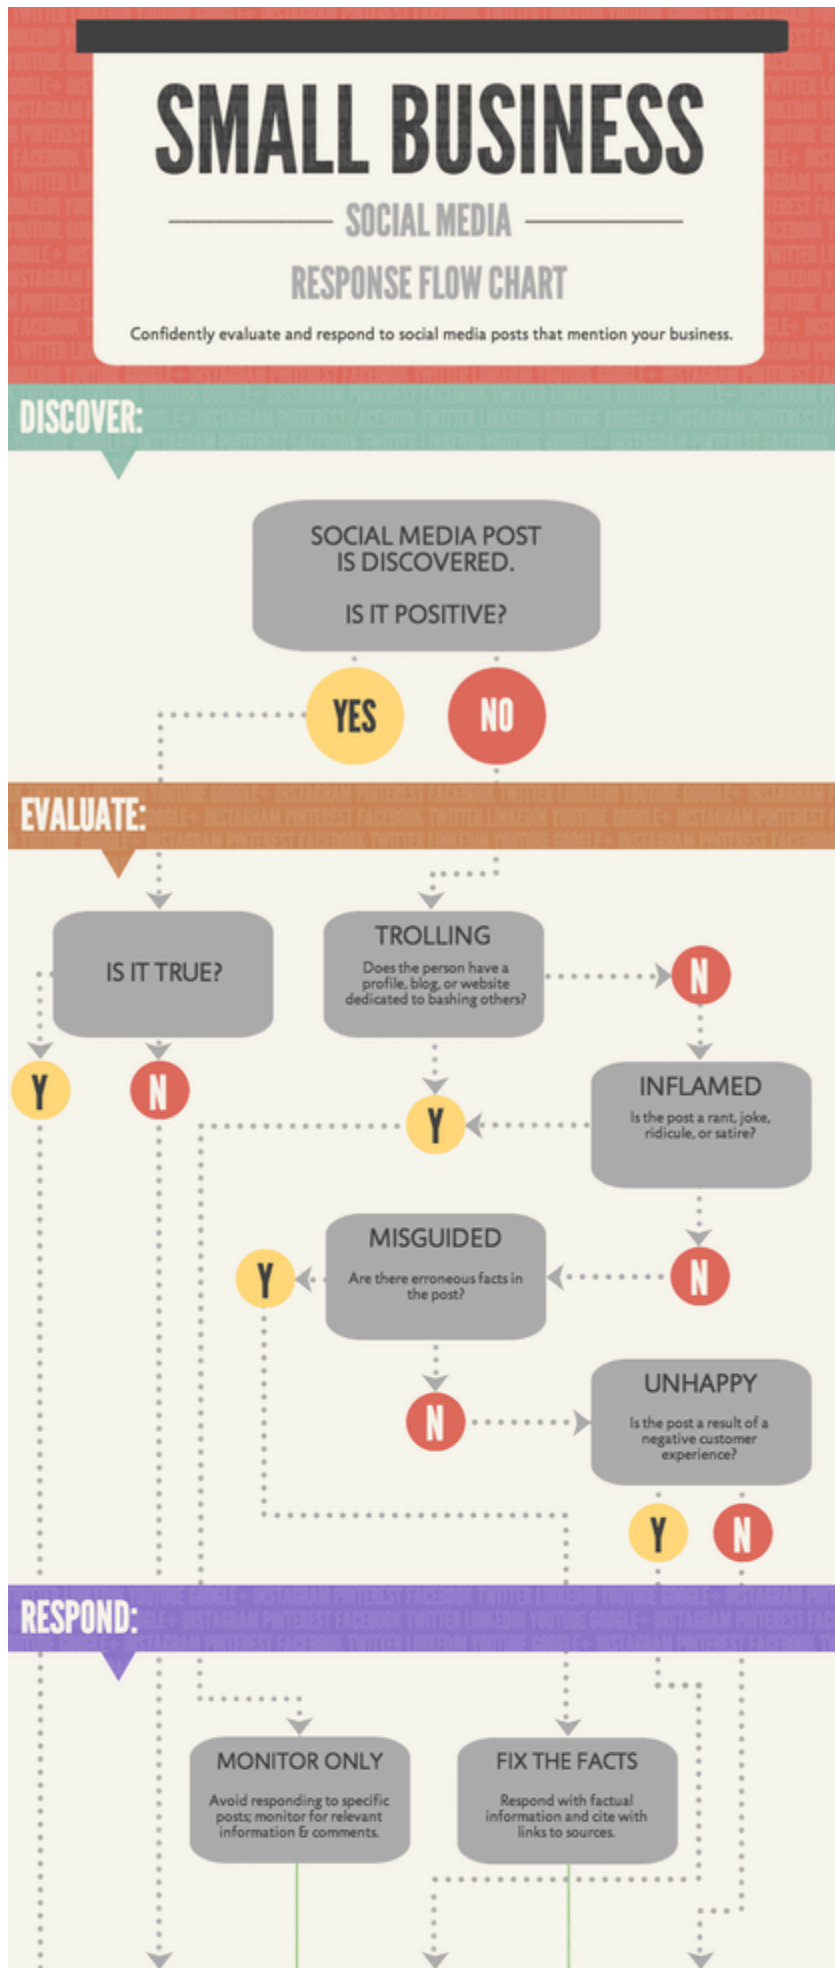 SMALL BUSINESS
SOCIAL MEDIA
RESPONSE FLOW CHART
Confidently evaluate and respond to social media posts that mention your business.
DISCOVER:
SOCIAL MEDIA POST
IS DISCOVERED.
IS IT POSITIVE?
YES
NO
EVALUATE:
IS IT TRUE?
Y
N
TROLLING
Does the person have a
profile, blog, or website
dedicated to bashing others?
N
Y
INFLAMED
Is the post a rant, joke,
ridicule, or satire?
N
MISGUIDED
Are there erroneous facts in
the post?
Y
N
UNHAPPY
Is the post a result of a
negative customer
experience?
Y
N
RESPOND:
MONITOR ONLY
Avoid responding to specific
posts; monitor for relevant
information & comments.
FIX THE FACTS
Respond with factual
information and cite with
links to sources.